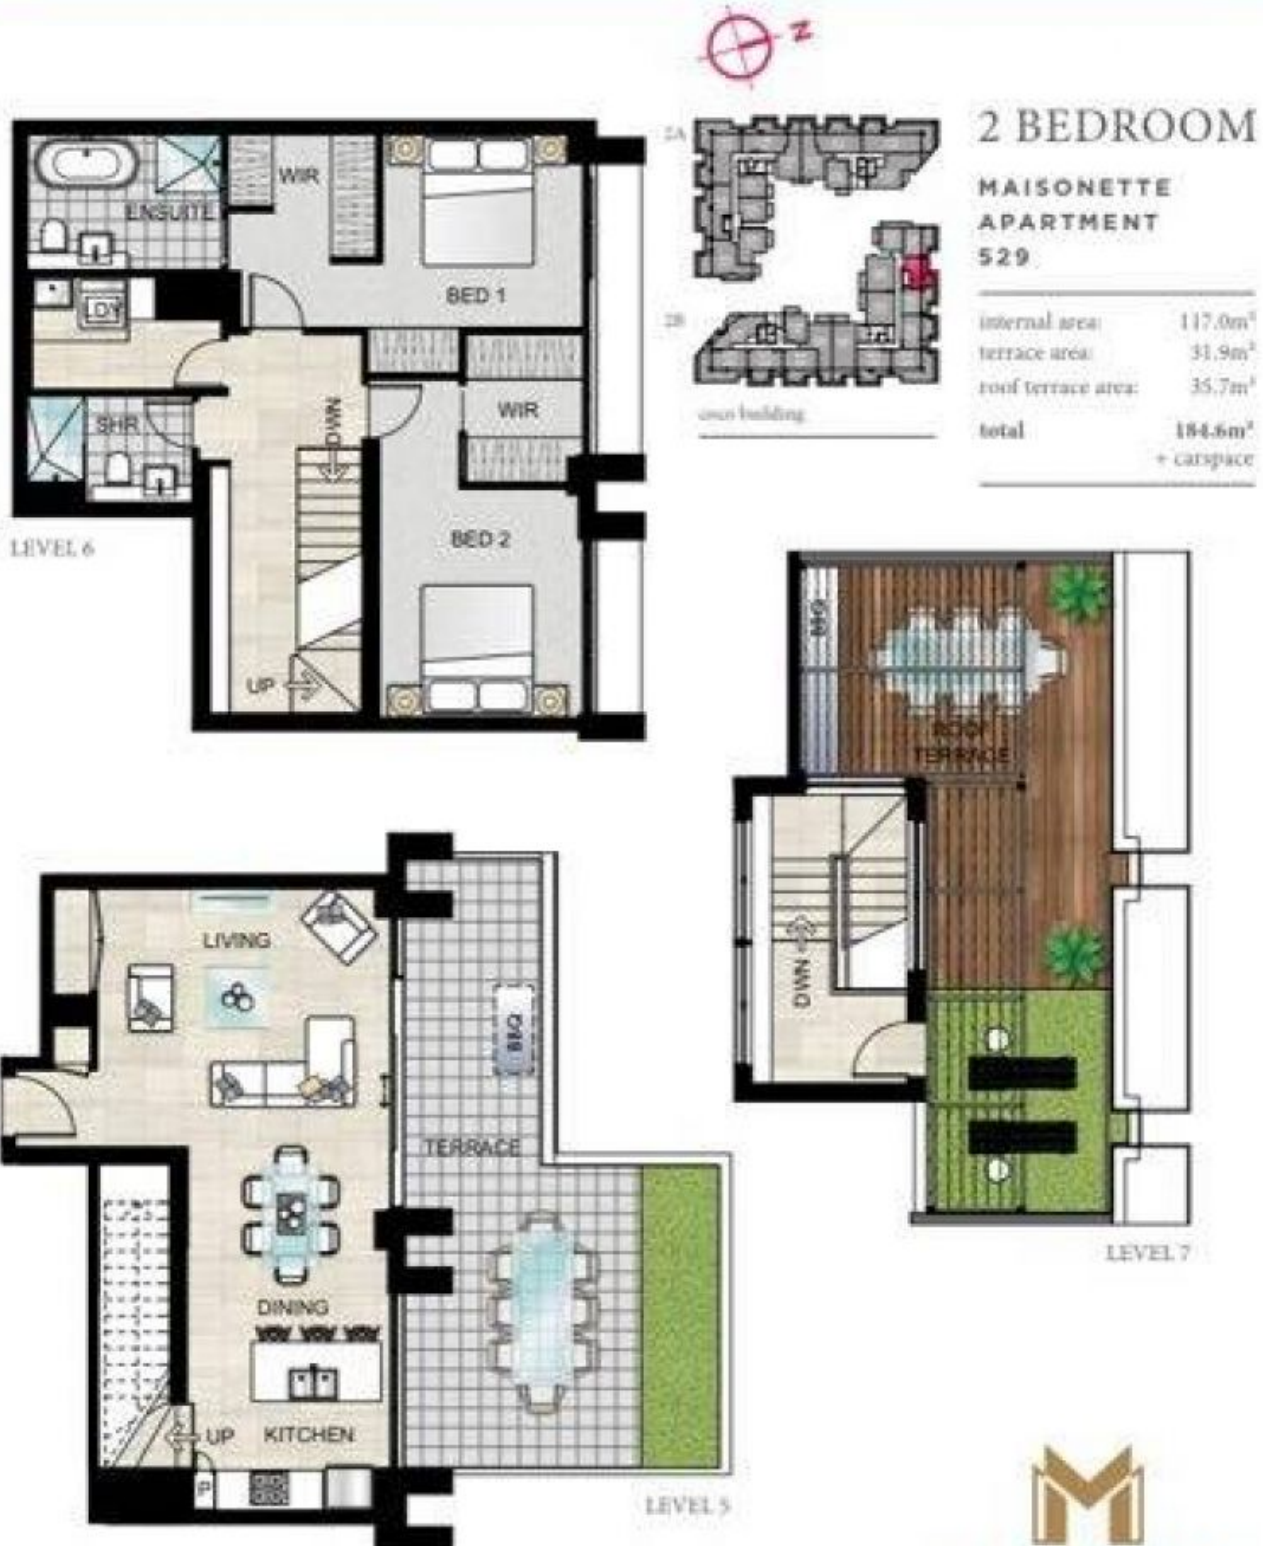 N
2 BEDROOM
MAISONETTE
APARTMENT
529
2A
2B
coco building
internal area: 117.0m²
terrace area: 31.9m²
roof terrace area: 35.7m²
total 184.6m²
+ carspace
ENSUITE
WIR
BED 1
LDY
SHR
DWN
WIR
BED 2
UP
LEVEL 6
BBQ
ROOF
TERRACE
DWN
LEVEL 7
LIVING
BBQ
TERRACE
DINING
UP
KITCHEN
P
LEVEL 5
M